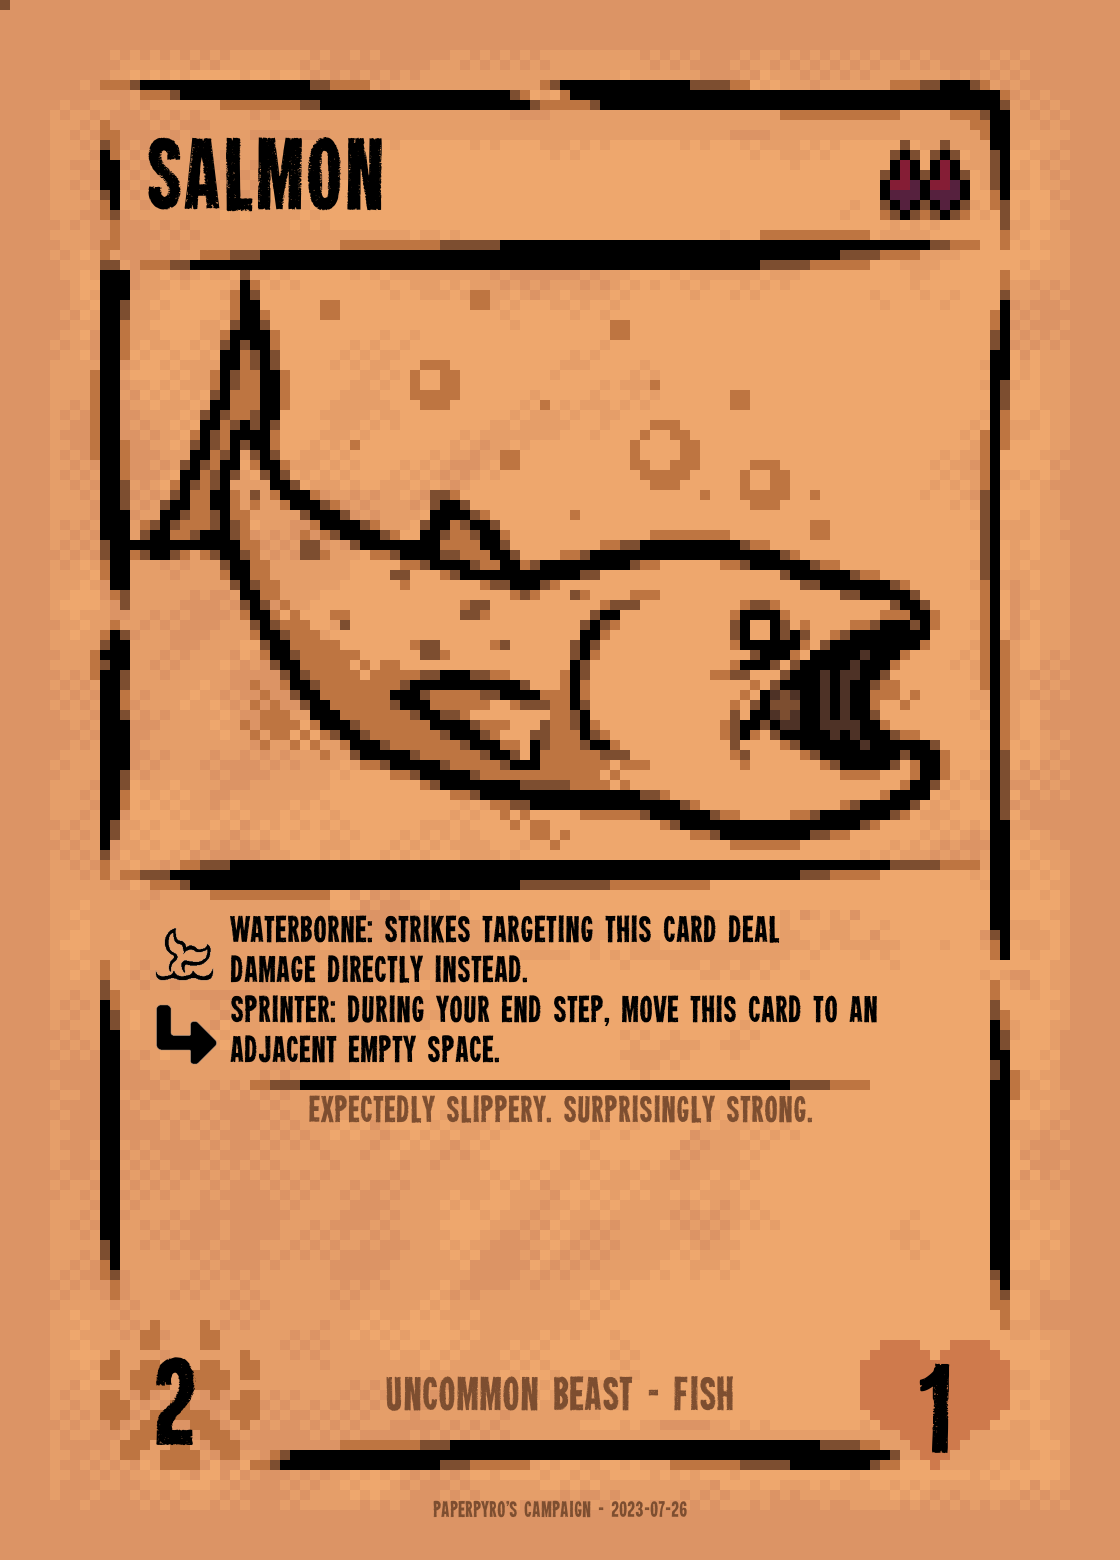 SALMON
WATERBORNE: STRIKES TARGETING THIS CARD DEAL
DAMAGE DIRECTLY INSTEAD.
SPRINTER: DURING YOUR END STEP, MOVE THIS CARD TO AN
ADJACENT EMPTY SPACE.
EXPECTEDLY SLIPPERY. SURPRISINGLY STRONG.
2
UNCOMMON BEAST - FISH
1
PAPERPYRO'S CAMPAIGN - 2023-07-26